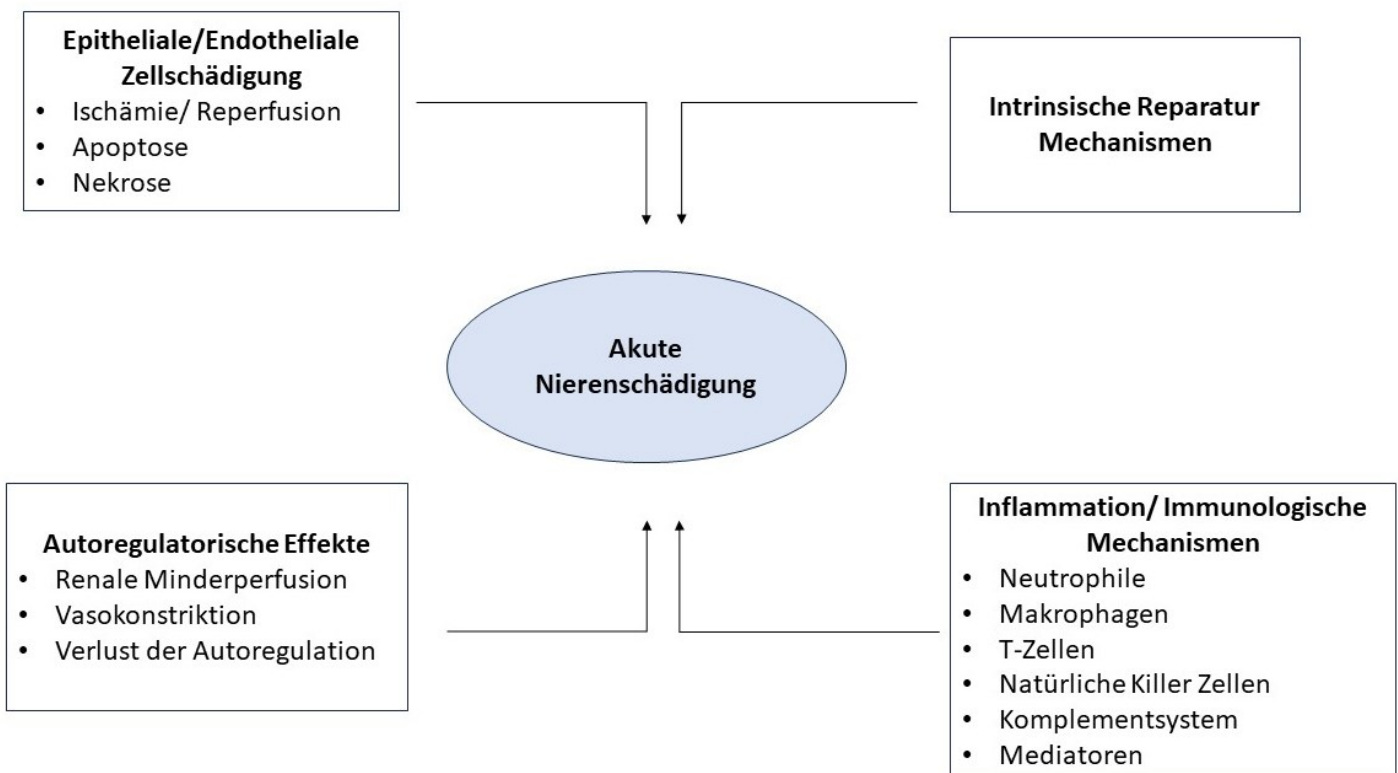 Epitheliale/Endotheliale
Zellschädigung
• Ischämie/ Reperfusion
• Apoptose
• Nekrose
Intrinsische Reparatur
Mechanismen
Akute
Nierenschädigung
Autoregulatorische Effekte
• Renale Minderperfusion
• Vasokonstriktion
• Verlust der Autoregulation
Inflammation/ Immunologische
Mechanismen
• Neutrophile
• Makrophagen
• T-Zellen
• Natürliche Killer Zellen
• Komplementsystem
• Mediatoren